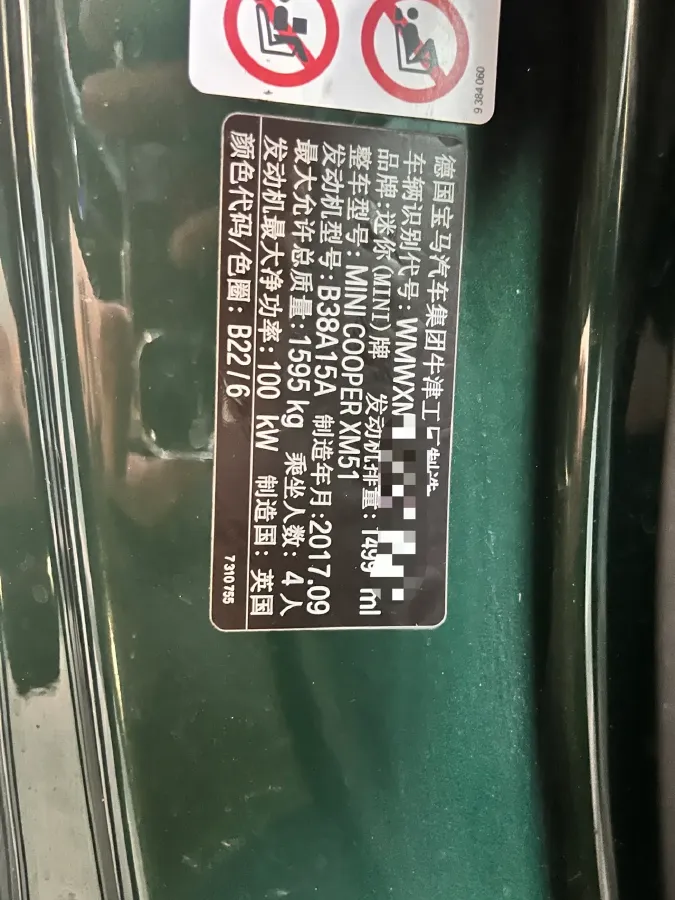 9 384 060
德国宝马汽车集团牛津工厂制造
车辆识别代号: WMWXM
品牌:迷你(MINI)牌 发动机排量: 1499 ml
整车型号: MINI COOPER XM51
发动机型号: B38A15A 制造年月:2017.09
最大允许总质量:1595 kg 乘坐人数: 4人
发动机最大净功率:100 kW 制造国: 英国
颜色代码/色圈: B22 / 6
7310755